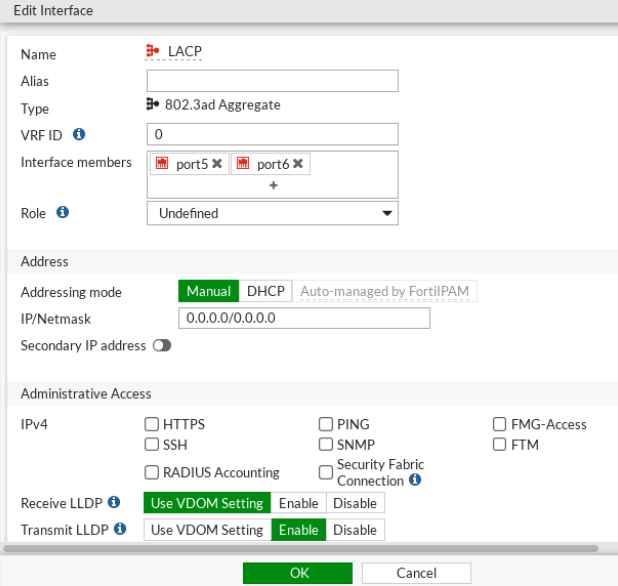 Edit Interface
Name LACP
Alias
Type 802.3ad Aggregate
VRF ID 0
Interface members port5 port6
+
Role Undefined
Address
Addressing mode Manual DHCP Auto-managed by FortiIPAM
IP/Netmask 0.0.0.0/0.0.0.0
Secondary IP address
Administrative Access
IPv4 HTTPS PING FMG-Access
SSH SNMP FTM
RADIUS Accounting Security Fabric
Connection
Receive LLDP Use VDOM Setting Enable Disable
Transmit LLDP Use VDOM Setting Enable Disable
OK Cancel